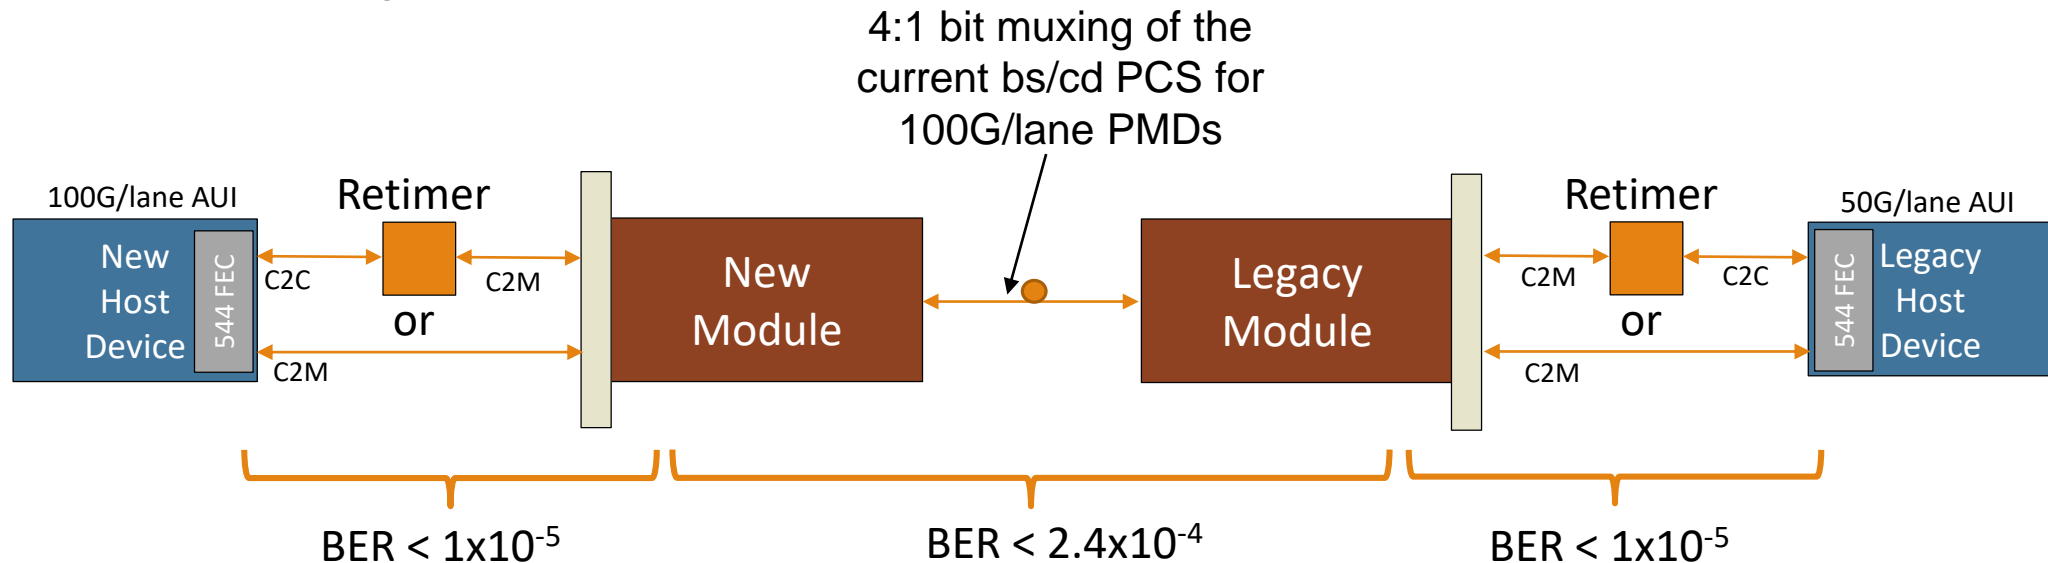 4:1 bit muxing of the
current bs/cd PCS for
100G/lane PMDs
100G/lane AUI
New
Host
Device
544 FEC
C2C
Retimer
C2M
or
C2M
New
Module
Legacy
Module
Retimer
C2M
C2C
or
C2M
50G/lane AUI
544 FEC
Legacy
Host
Device
BER < 1x10⁻⁵
BER < 2.4x10⁻⁴
BER < 1x10⁻⁵